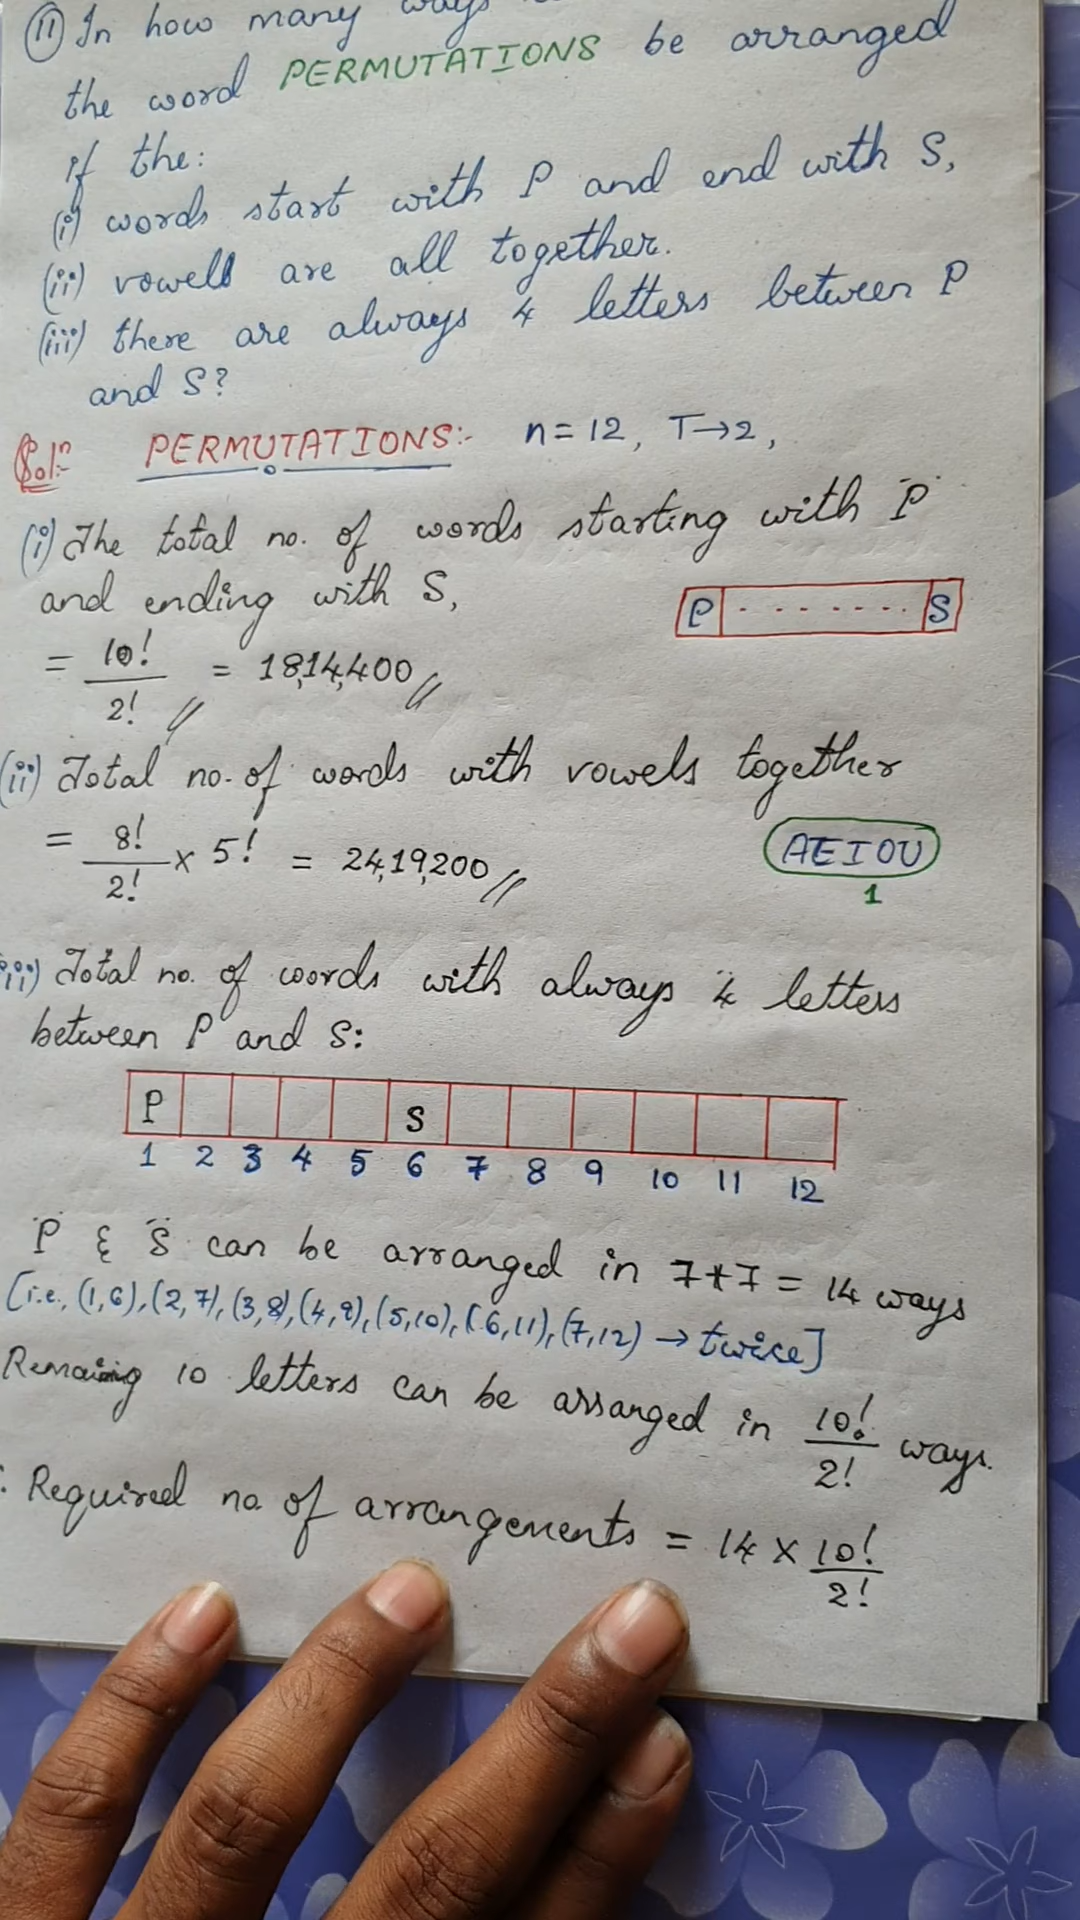 (11) In how many ways
the word PERMUTATIONS be arranged
if the:
(i) words start with P and end with S,
(ii) vowels are all together.
(iii) there are always 4 letters between P
and S?
Solⁿ:- PERMUTATIONS:- n = 12, T→2,
(i) The total no. of words starting with P
and ending with S,
P - - - - - - - S
= 10!/2! = 18,14,400//
(ii) Total no. of words with vowels together
= 8!/2! × 5! = 24,19,200//
AEIOU
1
iii) Total no. of words with always 4 letters
between P and S:
P S
1 2 3 4 5 6 7 8 9 10 11 12
P & S can be arranged in 7+7 = 14 ways
[i.e., (1,6), (2,7), (3,8), (4,9), (5,10), (6,11), (7,12) → twice]
Remaing 10 letters can be arranged in 10!/2! ways.
Required no of arrangements = 14 × 10!/2!